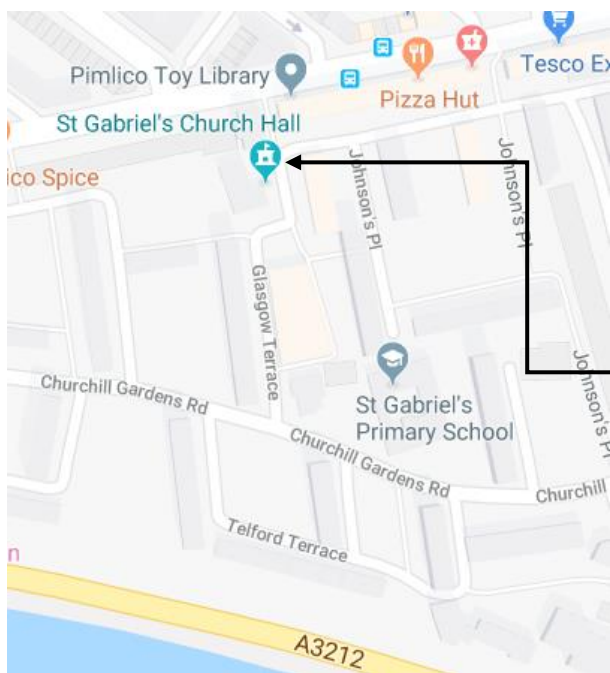 Pimlico Toy Library
Tesco Ex
Pizza Hut
St Gabriel's Church Hall
ico Spice
Johnson's Pl
Johnson's Pl
Glasgow Terrace
Johnson's Pl
Churchill Gardens Rd
St Gabriel's
Primary School
Churchill Gardens Rd
Churchill
Telford Terrace
n
A3212